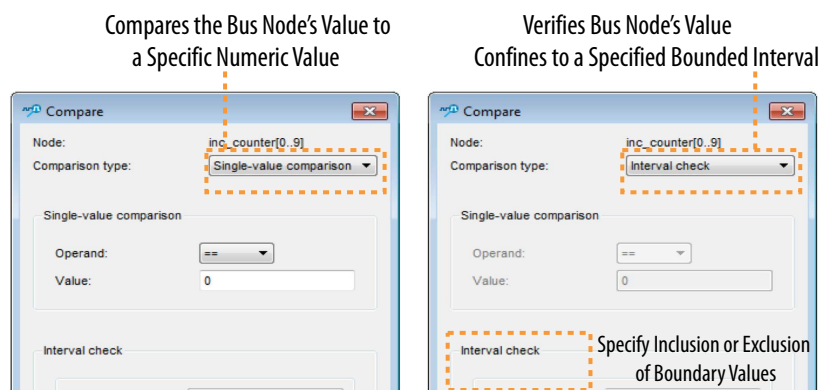 Compares the Bus Node's Value to
a Specific Numeric Value
Verifies Bus Node's Value
Confines to a Specified Bounded Interval
Compare
Node: inc_counter[0..9]
Comparison type: Single-value comparison
Single-value comparison
Operand: ==
Value: 0
Interval check
Compare
Node: inc_counter[0..9]
Comparison type: Interval check
Single-value comparison
Operand: ==
Value: 0
Interval check
Specify Inclusion or Exclusion
of Boundary Values